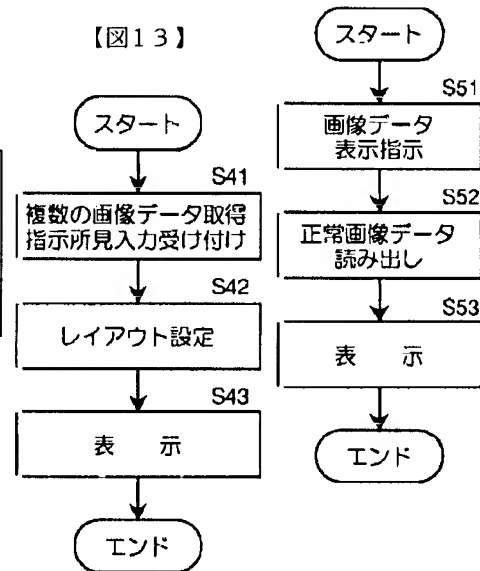 【図13】
スタート
S41
複数の画像データ取得
指示所見入力受け付け
S42
レイアウト設定
S43
表 示
エンド
スタート
S51
画像データ
表示指示
S52
正常画像データ
読み出し
S53
表 示
エンド